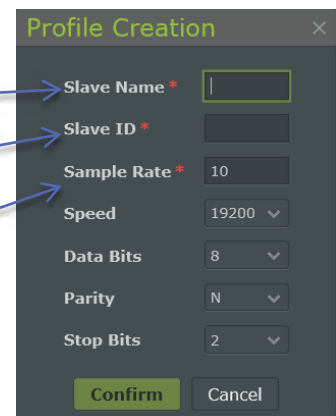 Profile Creation ×
Slave Name *
Slave ID *
Sample Rate * 10
Speed 19200
Data Bits 8
Parity N
Stop Bits 2
Confirm Cancel